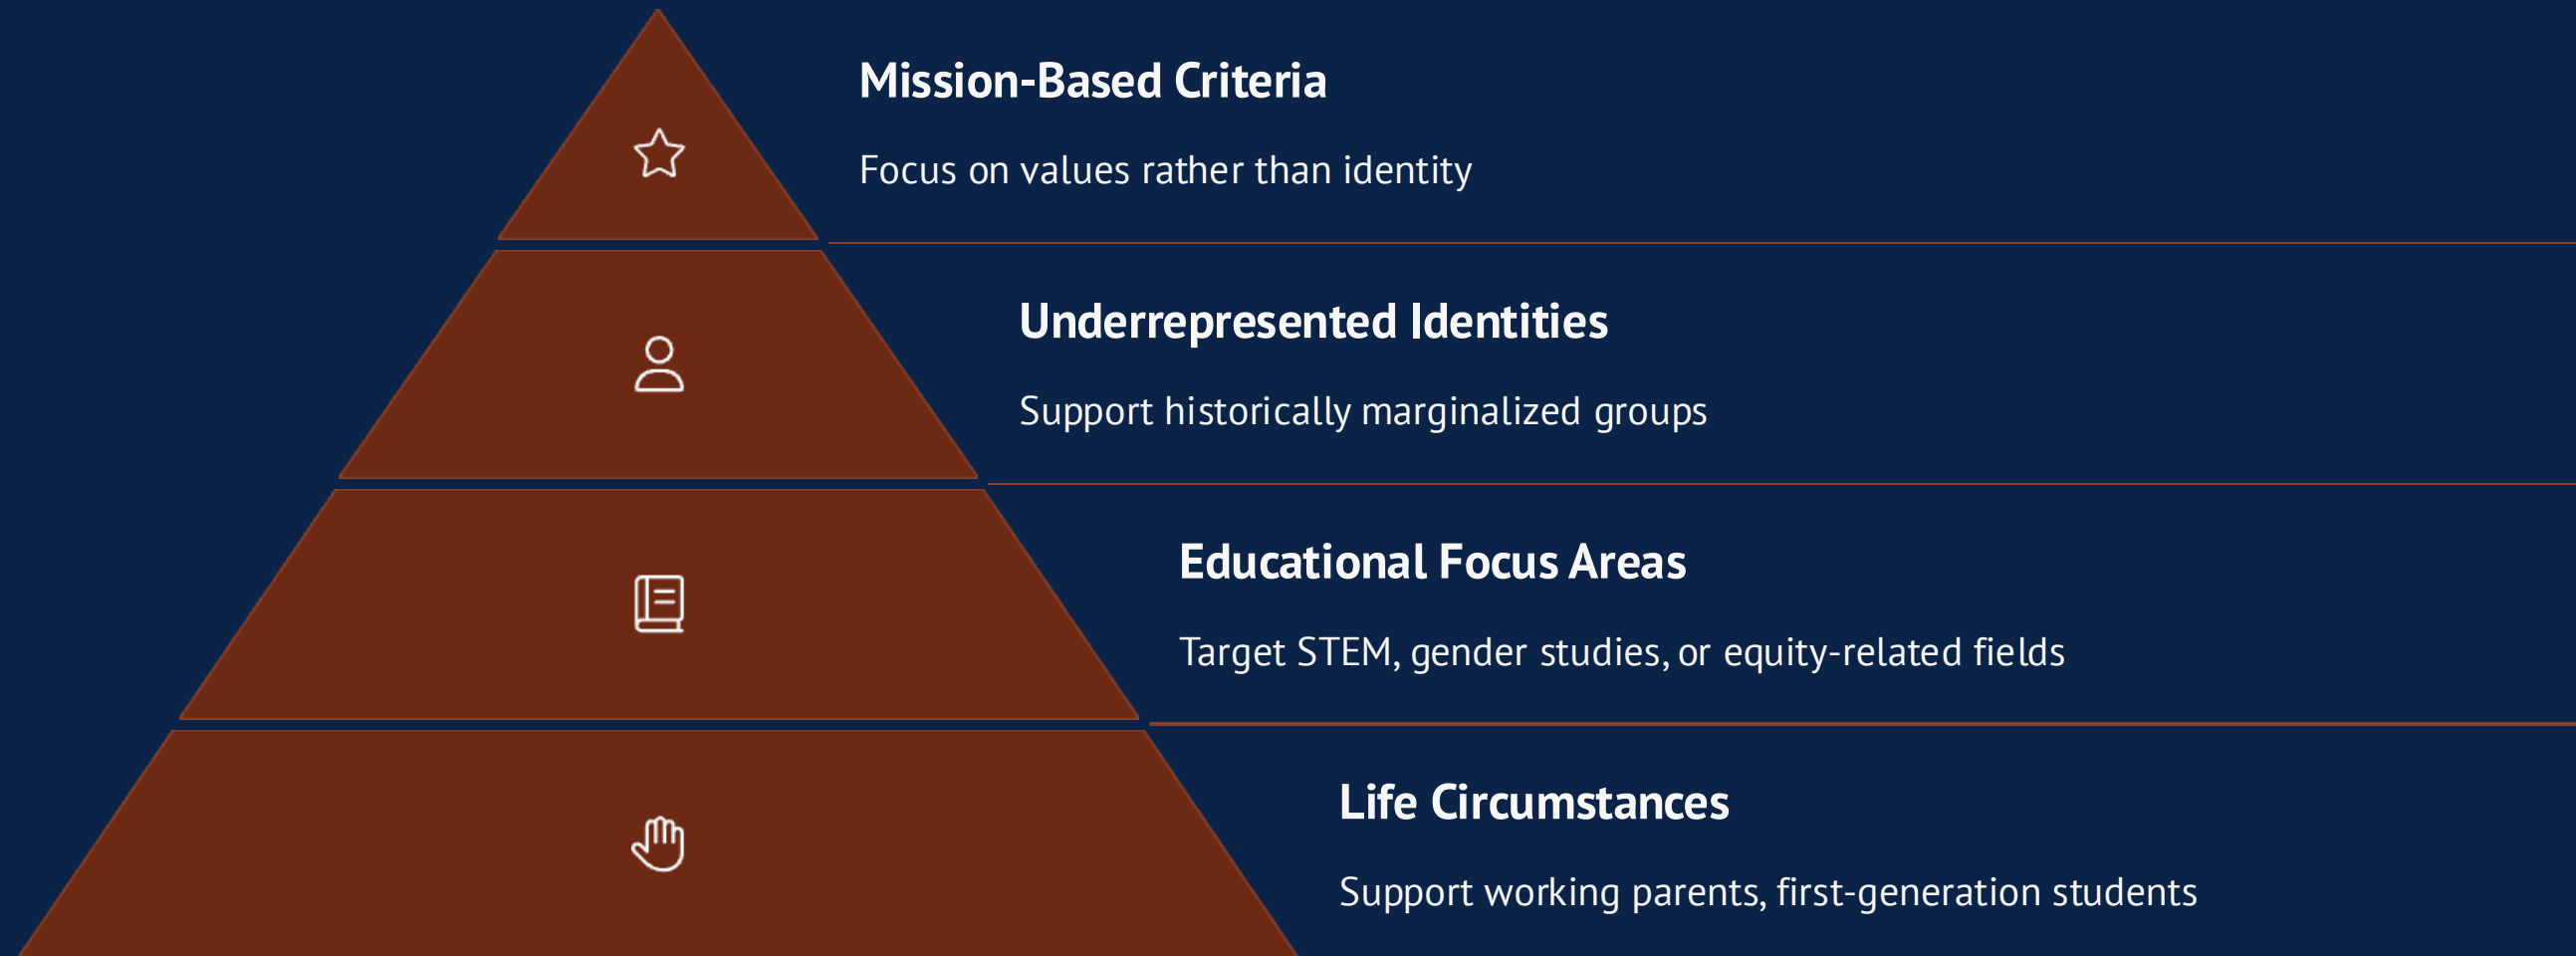 Mission-Based Criteria
Focus on values rather than identity
Underrepresented Identities
Support historically marginalized groups
Educational Focus Areas
Target STEM, gender studies, or equity-related fields
Life Circumstances
Support working parents, first-generation students